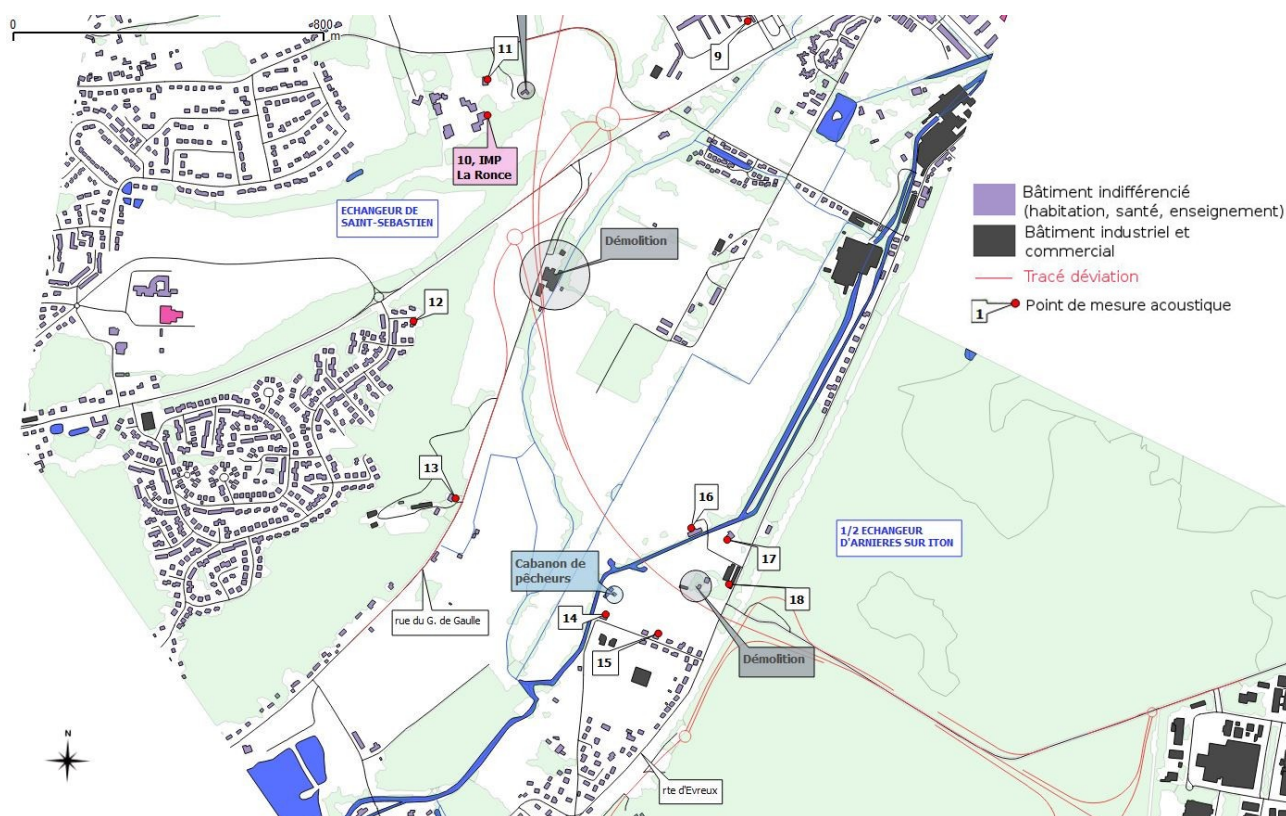 0
800
m
9
11
10, IMP
La Ronce
ECHANGEUR DE
SAINT-SEBASTIEN
Démolition
Bâtiment indifférencié
(habitation, santé, enseignement)
Bâtiment industriel et
commercial
Tracé déviation
1
Point de mesure acoustique
12
13
16
1/2 ECHANGEUR
D'ARNIERES SUR ITON
17
Cabanon de
pêcheurs
18
14
rue du G. de Gaulle
15
Démolition
N
rte d'Evreux